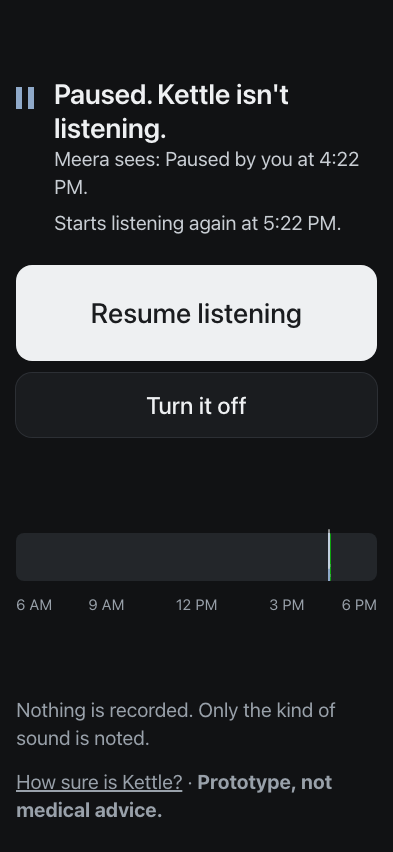 Paused. Kettle isn't
listening.
Meera sees: Paused by you at 4:22
PM.
Starts listening again at 5:22 PM.
Resume listening
Turn it off
6 AM 9 AM 12 PM 3 PM 6 PM
Nothing is recorded. Only the kind of
sound is noted.
How sure is Kettle? · Prototype, not
medical advice.